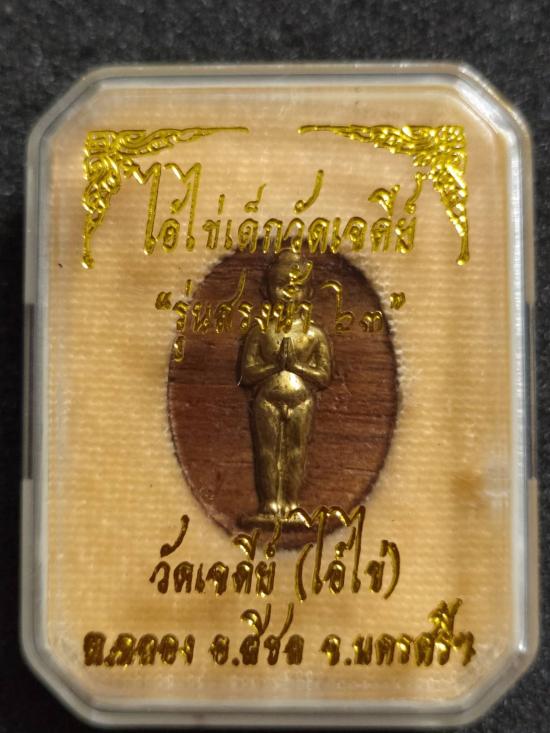 ไอ้ไข่เด็กวัดเจดีย์
"รุ่นสรงน้ำ ๖๓"
วัดเจดีย์ (ไอ้ไข่)
ต.ฉลอง อ.สิชล จ.นครศรีฯ